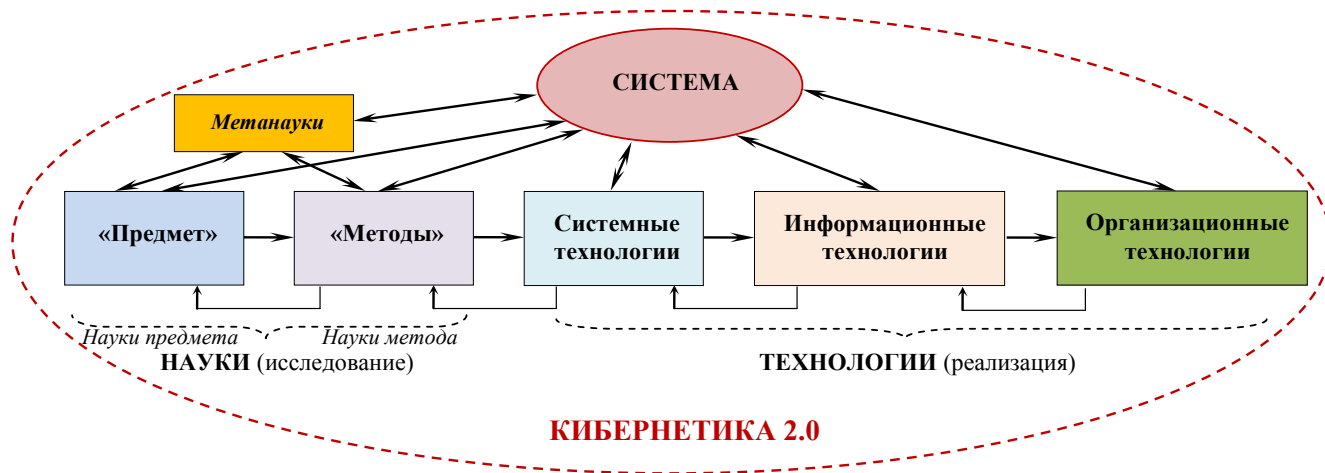 СИСТЕМА
Метанауки
«Предмет»
«Методы»
Системные
технологии
Информационные
технологии
Организационные
технологии
Науки предмета
Науки метода
НАУКИ (исследование)
ТЕХНОЛОГИИ (реализация)
КИБЕРНЕТИКА 2.0